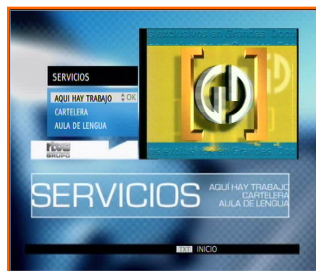 SERVICIOS
AQUI HAY TRABAJO OK
CARTELERA
AULA DE LENGUA
rtve
GRUPO
SERVICIOS
AQUÍ HAY TRABAJO
CARTELERA
AULA DE LENGUA
TXT INICIO